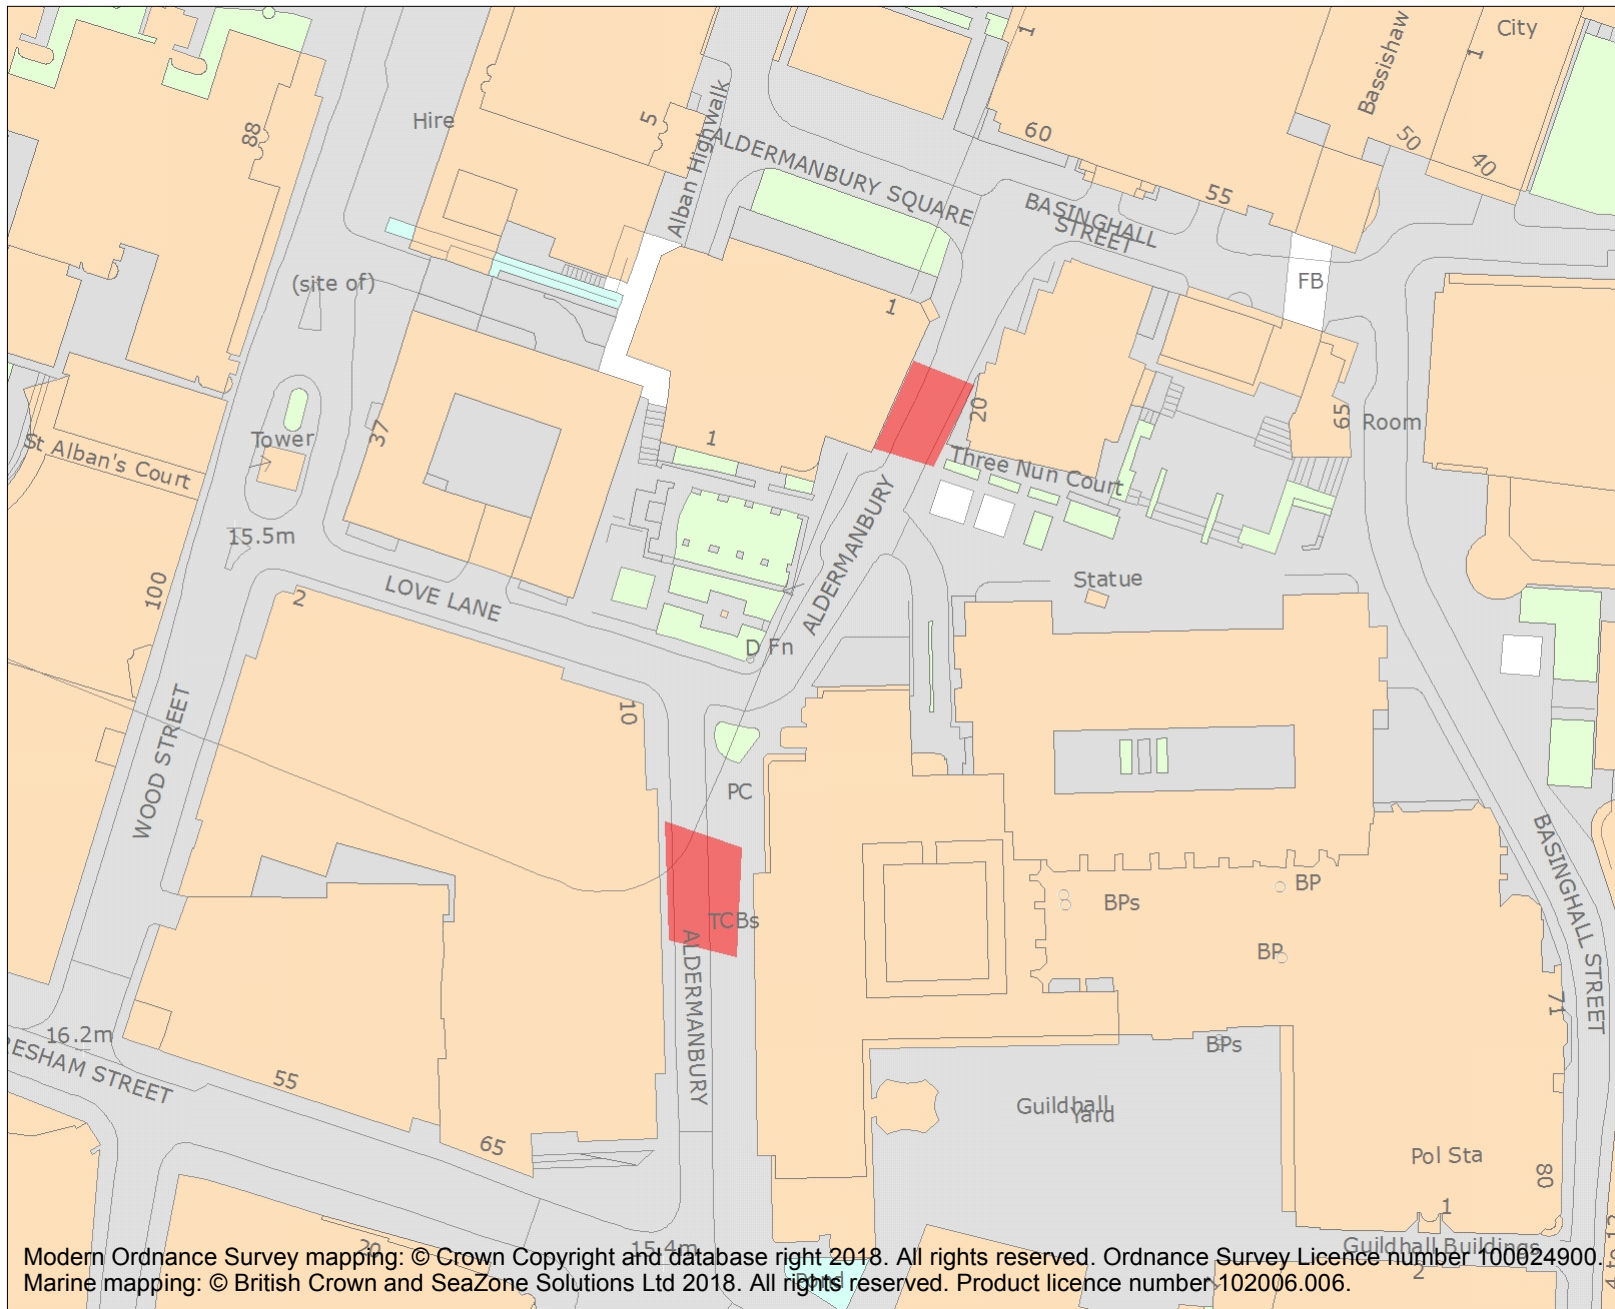 City
1
Bassishaw
1
Hire
88
5
60
50
40
ALDERMANBURY SQUARE
Alban Highwalk
55
BASINGHALL
STREET
(site of)
FB
1
20
65
Room
37
1
Tower
St Alban's Court
Three Nun Court
15.5m
ALDERMANBURY
100
2
LOVE LANE
Statue
D Fn
10
WOOD STREET
PC
BASINGHALL STREET
BP
BPs
TCBs
BP
ALDERMANBURY
71
16.2m
BPs
RESHAM STREET
55
Guildhall
Yard
65
Pol Sta
80
1
20
15.4m
Guildhall Buildings
Modern Ordnance Survey mapping: © Crown Copyright and database right 2018. All rights reserved. Ordnance Survey Licence number 100024900.
Marine mapping: © British Crown and SeaZone Solutions Ltd 2018. All rights reserved. Product licence number 102006.006.
Pond
2